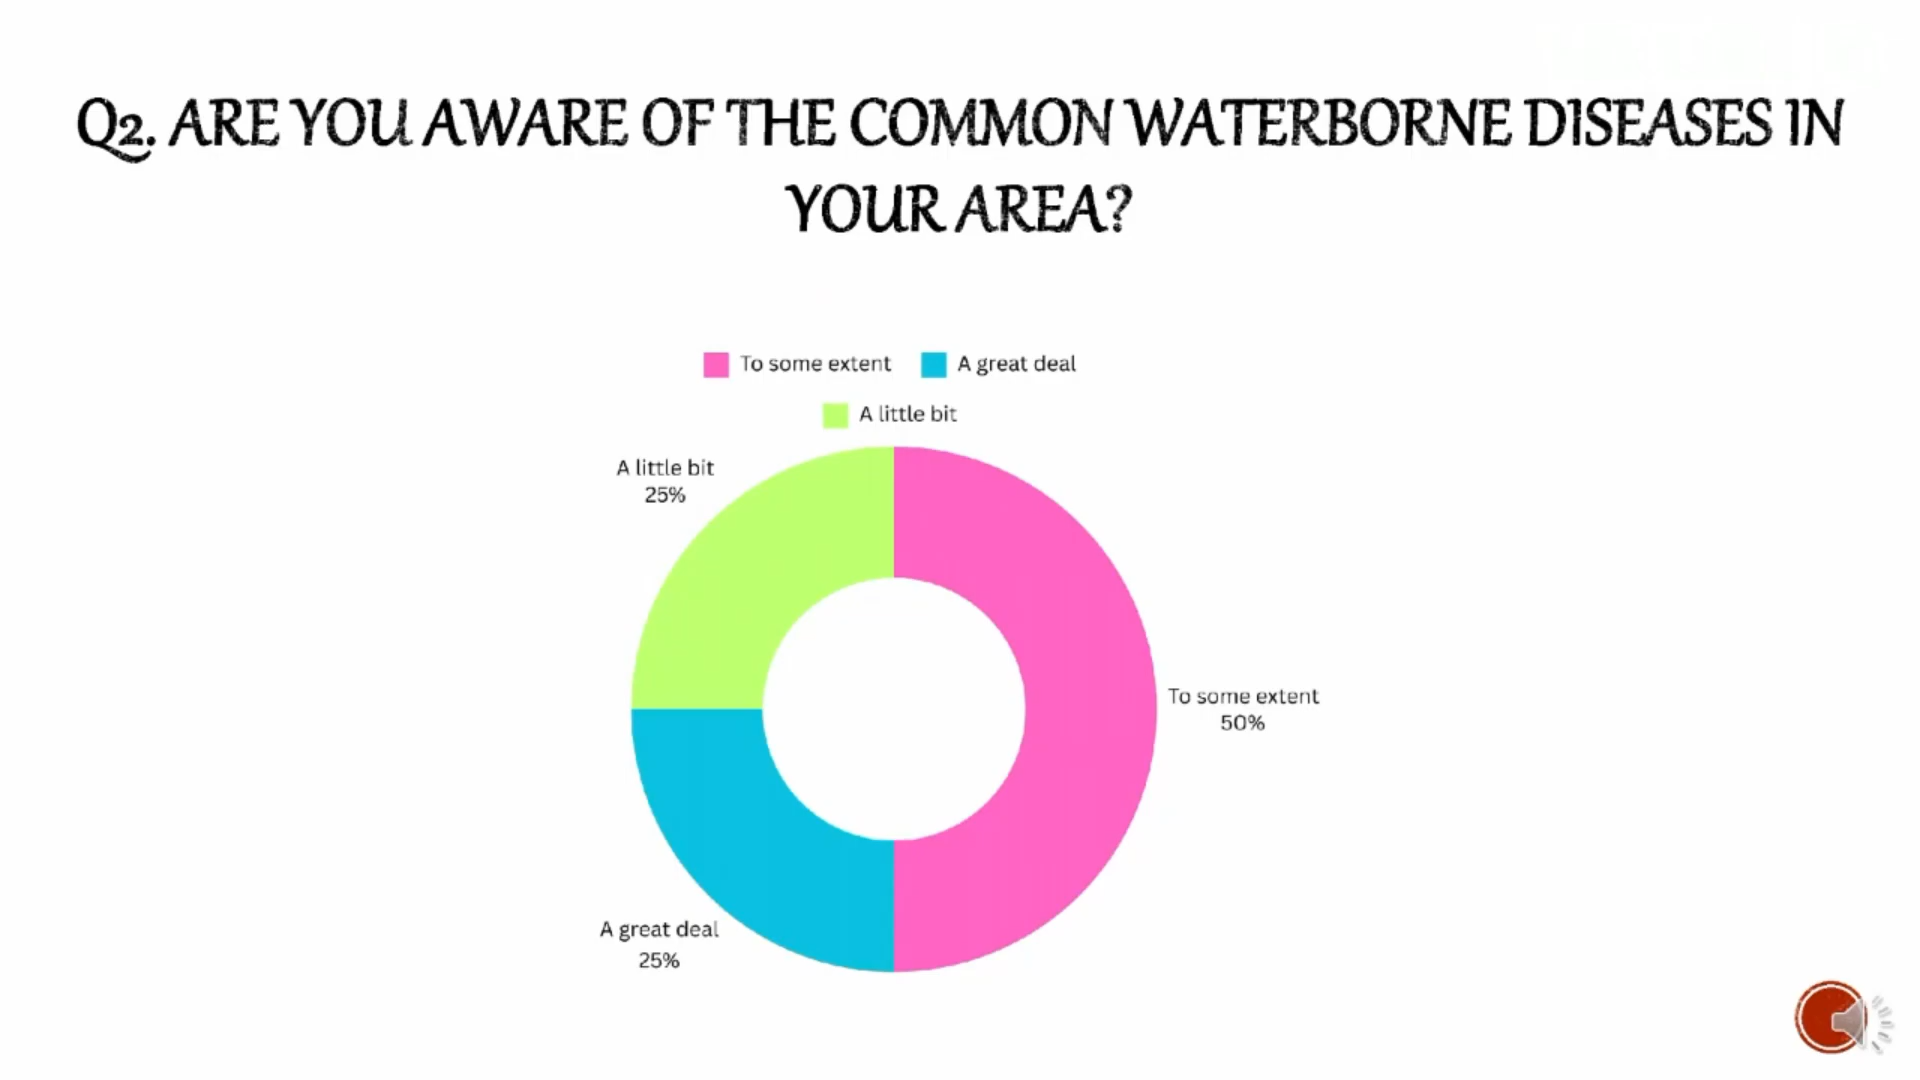 Q2. ARE YOU AWARE OF THE COMMON WATERBORNE DISEASES IN
YOUR AREA?
To some extent
A great deal
A little bit
A little bit
25%
To some extent
50%
A great deal
25%